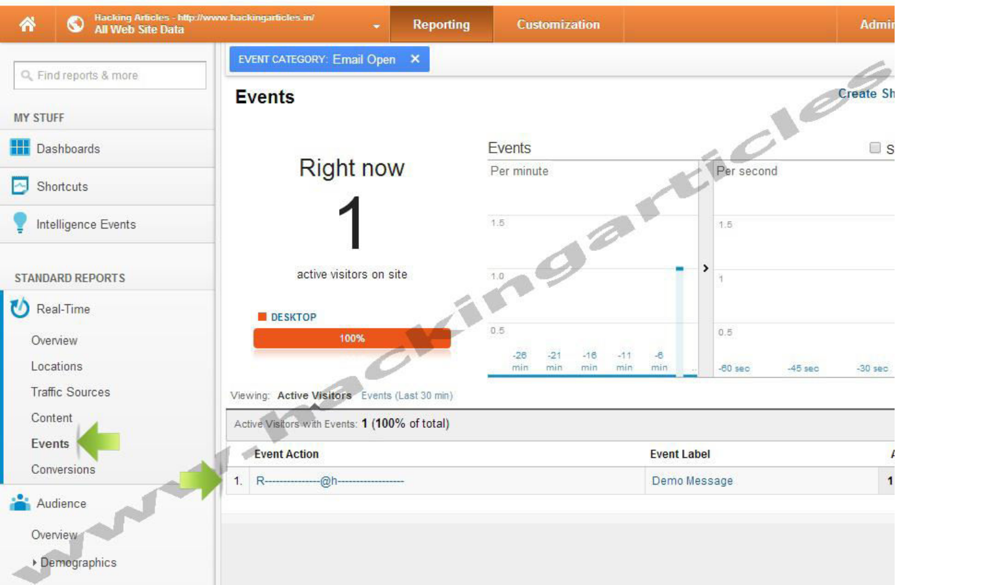 Hacking Articles - http://www.hackingarticles.in/
All Web Site Data
Reporting
Customization
Admin
Find reports & more
MY STUFF
Dashboards
Shortcuts
Intelligence Events
STANDARD REPORTS
Real-Time
Overview
Locations
Traffic Sources
Content
Events
Conversions
Audience
Overview
Demographics
EVENT CATEGORY: Email Open ×
Events
Create Sh
Right now
1
active visitors on site
DESKTOP
100%
Events
S
Per minute
1.5
1.0
0.5
-26 min
-21 min
-16 min
-11 min
-6 min
..
Per second
1.5
1
0.5
-60 sec
-45 sec
-30 sec
Viewing: Active Visitors Events (Last 30 min)
Active Visitors with Events: 1 (100% of total)
Event Action
Event Label
A
1. R---------------@h------------------
Demo Message
1
www.hackingarticles